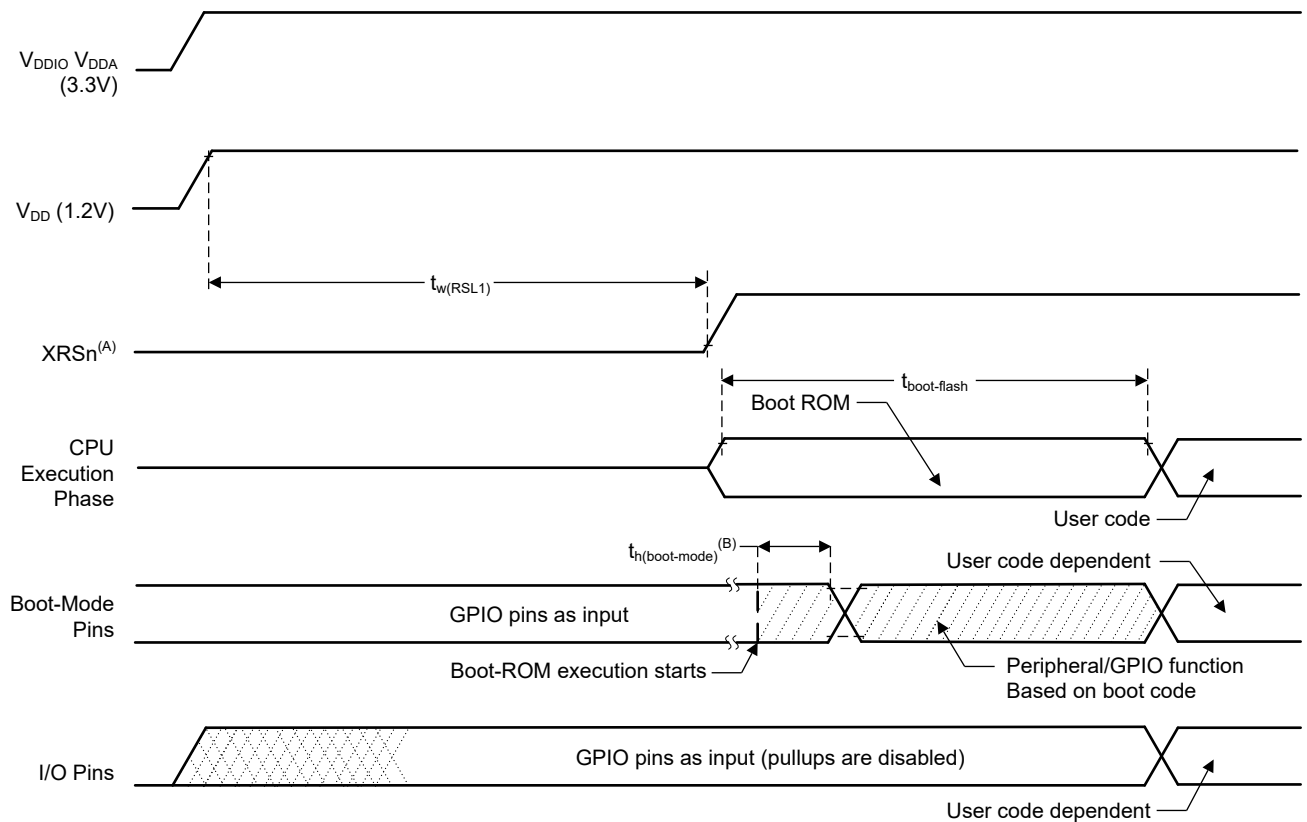 VDDIO VDDA
(3.3V)
VDD (1.2V)
tw(RSL1)
XRSn(A)
tboot-flash
Boot ROM
CPU
Execution
Phase
User code
th(boot-mode)(B)
User code dependent
Boot-Mode
Pins
GPIO pins as input
Boot-ROM execution starts
Peripheral/GPIO function
Based on boot code
I/O Pins
GPIO pins as input (pullups are disabled)
User code dependent